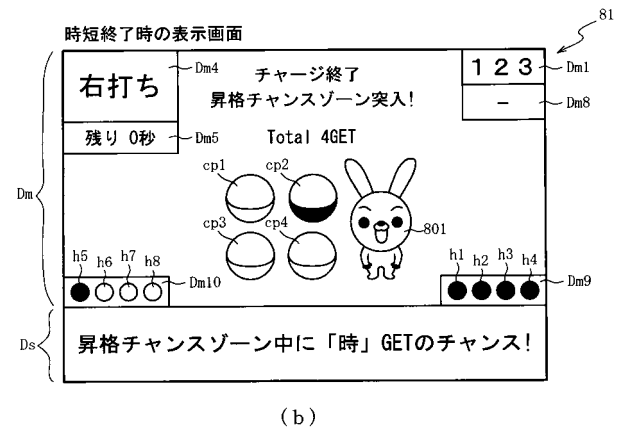 時短終了時の表示画面
81
右打ち
Dm4
チャージ終了
昇格チャンスゾーン突入!
123
Dm1
－
Dm8
残り 0秒
Dm5
Total 4GET
Dm
cp1
cp2
cp3
cp4
801
h5
h6
h7
h8
Dm10
h1
h2
h3
h4
Dm9
Ds
昇格チャンスゾーン中に「時」GETのチャンス!
(b)